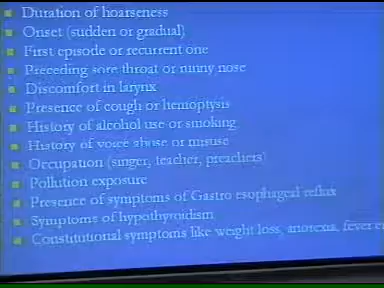 Duration of hoarseness
Onset (sudden or gradual)
First episode or recurrent one
Preceding sore throat or runny nose
Discomfort in larynx
Presence of cough or hemoptysis
History of alcohol use or smoking
History of voice abuse or misuse
Occupation (singer, teacher, preachers)
Pollution exposure
Presence of symptoms of Gastro esophageal reflux
Symptoms of hypothyroidism
Constitutional symptoms like weight loss, anorexia, fever